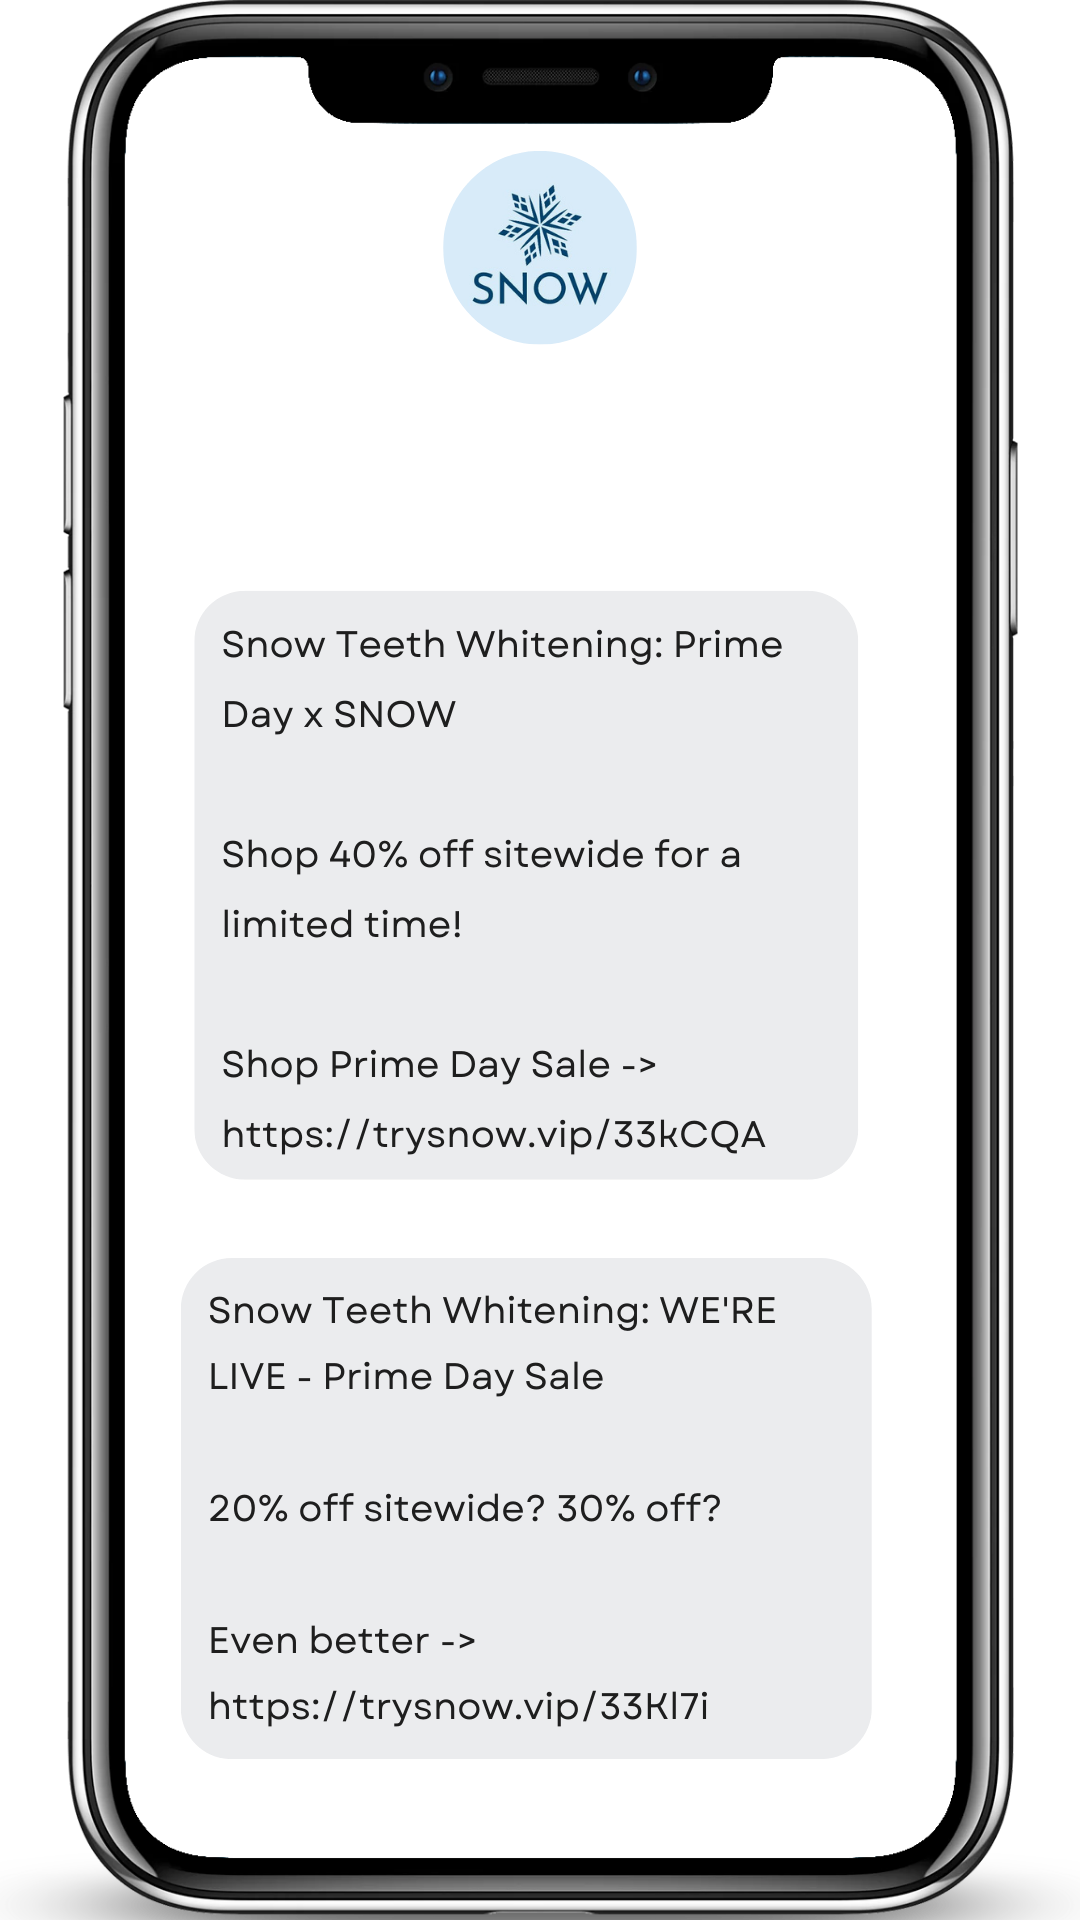 SNOW
Snow Teeth Whitening: Prime
Day x SNOW
Shop 40% off sitewide for a
limited time!
Shop Prime Day Sale ->
https://trysnow.vip/33kCQA
Snow Teeth Whitening: WE'RE
LIVE - Prime Day Sale
20% off sitewide? 30% off?
Even better ->
https://trysnow.vip/33Kl7i